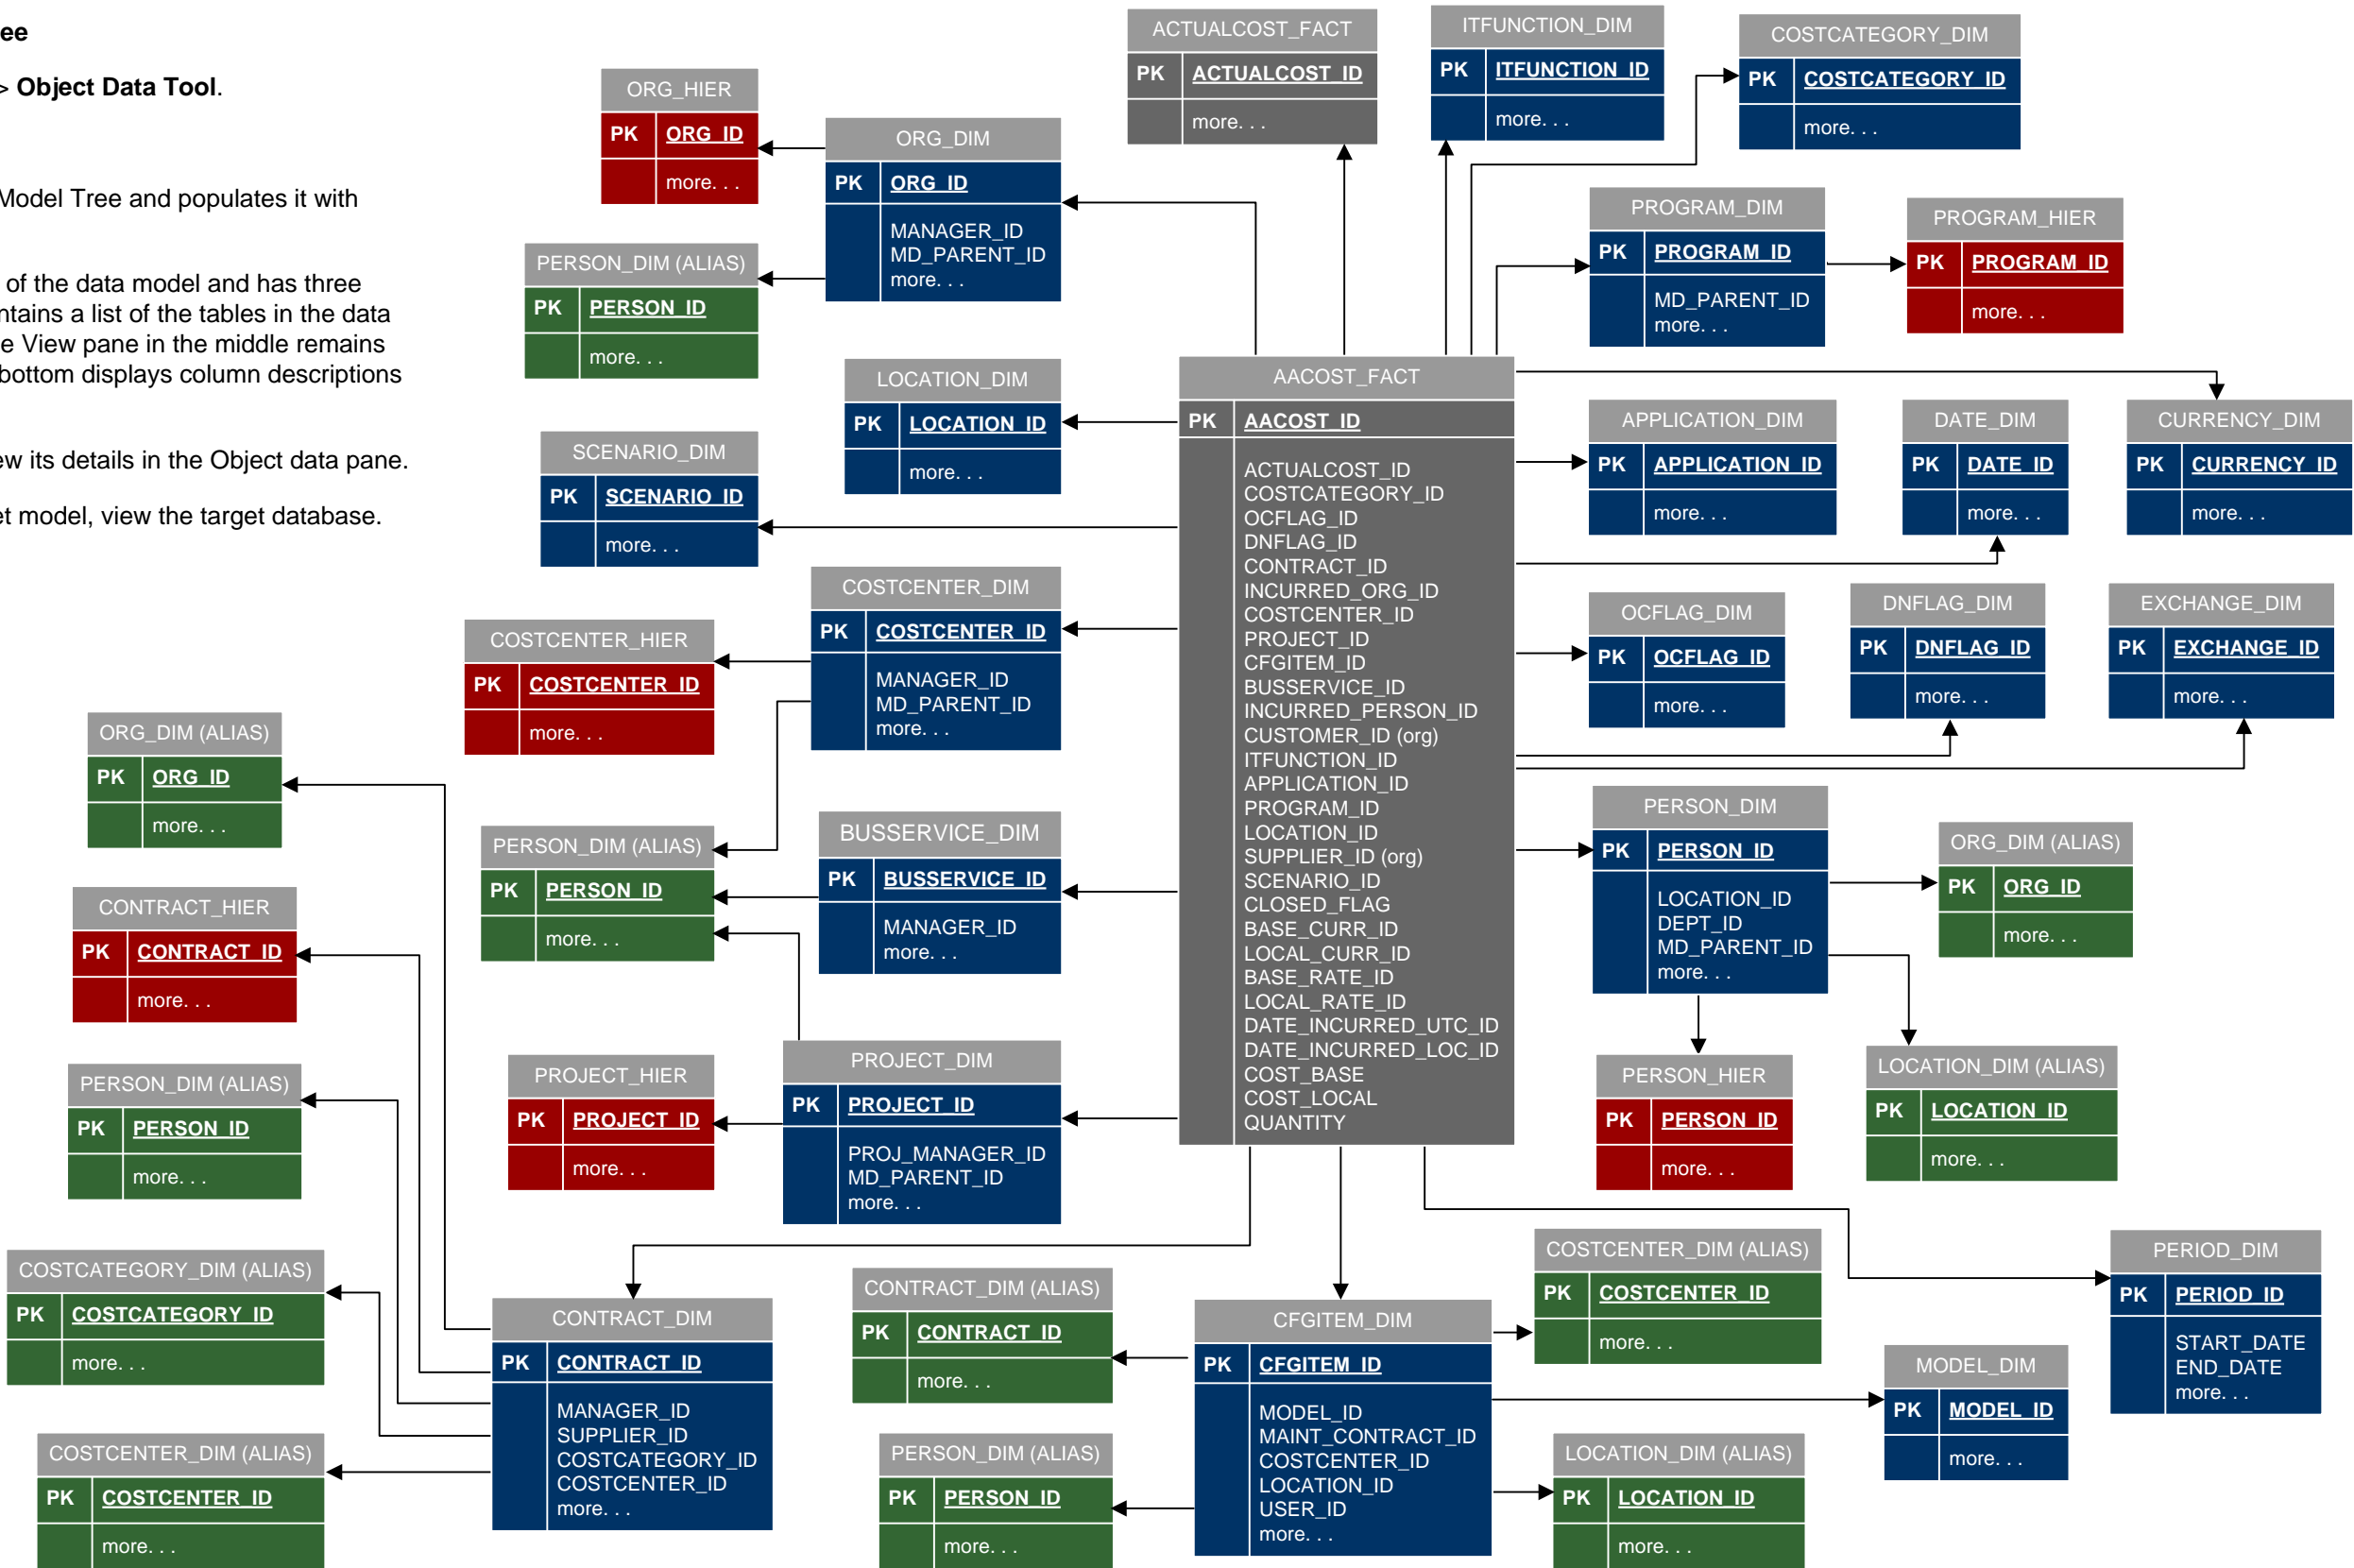 ee
> Object Data Tool.
Model Tree and populates it with
of the data model and has three
ntains a list of the tables in the data
e View pane in the middle remains
bottom displays column descriptions
ew its details in the Object data pane.
et model, view the target database.
ORG_HIER
PK ORG_ID
more. . .
ORG_DIM
PK ORG_ID
MANAGER_ID
MD_PARENT_ID
more. . .
PERSON_DIM (ALIAS)
PK PERSON_ID
more. . .
ACTUALCOST_FACT
PK ACTUALCOST_ID
more. . .
ITFUNCTION_DIM
PK ITFUNCTION_ID
more. . .
COSTCATEGORY_DIM
PK COSTCATEGORY_ID
more. . .
PROGRAM_DIM
PK PROGRAM_ID
MD_PARENT_ID
more. . .
PROGRAM_HIER
PK PROGRAM_ID
more. . .
LOCATION_DIM
PK LOCATION_ID
more. . .
SCENARIO_DIM
PK SCENARIO_ID
more. . .
AACOST_FACT
PK AACOST_ID
ACTUALCOST_ID
COSTCATEGORY_ID
OCFLAG_ID
DNFLAG_ID
CONTRACT_ID
INCURRED_ORG_ID
COSTCENTER_ID
PROJECT_ID
CFGITEM_ID
BUSSERVICE_ID
INCURRED_PERSON_ID
CUSTOMER_ID (org)
ITFUNCTION_ID
APPLICATION_ID
PROGRAM_ID
LOCATION_ID
SUPPLIER_ID (org)
SCENARIO_ID
CLOSED_FLAG
BASE_CURR_ID
LOCAL_CURR_ID
BASE_RATE_ID
LOCAL_RATE_ID
DATE_INCURRED_UTC_ID
DATE_INCURRED_LOC_ID
COST_BASE
COST_LOCAL
QUANTITY
APPLICATION_DIM
PK APPLICATION_ID
more. . .
DATE_DIM
PK DATE_ID
more. . .
CURRENCY_DIM
PK CURRENCY_ID
more. . .
OCFLAG_DIM
PK OCFLAG_ID
more. . .
DNFLAG_DIM
PK DNFLAG_ID
more. . .
EXCHANGE_DIM
PK EXCHANGE_ID
more. . .
COSTCENTER_DIM
PK COSTCENTER_ID
MANAGER_ID
MD_PARENT_ID
more. . .
COSTCENTER_HIER
PK COSTCENTER_ID
more. . .
ORG_DIM (ALIAS)
PK ORG_ID
more. . .
PERSON_DIM (ALIAS)
PK PERSON_ID
more. . .
BUSSERVICE_DIM
PK BUSSERVICE_ID
MANAGER_ID
more. . .
PERSON_DIM
PK PERSON_ID
LOCATION_ID
DEPT_ID
MD_PARENT_ID
more. . .
ORG_DIM (ALIAS)
PK ORG_ID
more. . .
CONTRACT_HIER
PK CONTRACT_ID
more. . .
PERSON_DIM (ALIAS)
PK PERSON_ID
more. . .
PROJECT_HIER
PK PROJECT_ID
more. . .
PROJECT_DIM
PK PROJECT_ID
PROJ_MANAGER_ID
MD_PARENT_ID
more. . .
PERSON_HIER
PK PERSON_ID
more. . .
LOCATION_DIM (ALIAS)
PK LOCATION_ID
more. . .
COSTCATEGORY_DIM (ALIAS)
PK COSTCATEGORY_ID
more. . .
COSTCENTER_DIM (ALIAS)
PK COSTCENTER_ID
more. . .
CONTRACT_DIM
PK CONTRACT_ID
MANAGER_ID
SUPPLIER_ID
COSTCATEGORY_ID
COSTCENTER_ID
more. . .
CONTRACT_DIM (ALIAS)
PK CONTRACT_ID
more. . .
PERSON_DIM (ALIAS)
PK PERSON_ID
more. . .
CFGITEM_DIM
PK CFGITEM_ID
MODEL_ID
MAINT_CONTRACT_ID
COSTCENTER_ID
LOCATION_ID
USER_ID
more. . .
COSTCENTER_DIM (ALIAS)
PK COSTCENTER_ID
more. . .
LOCATION_DIM (ALIAS)
PK LOCATION_ID
more. . .
MODEL_DIM
PK MODEL_ID
more. . .
PERIOD_DIM
PK PERIOD_ID
START_DATE
END_DATE
more. . .